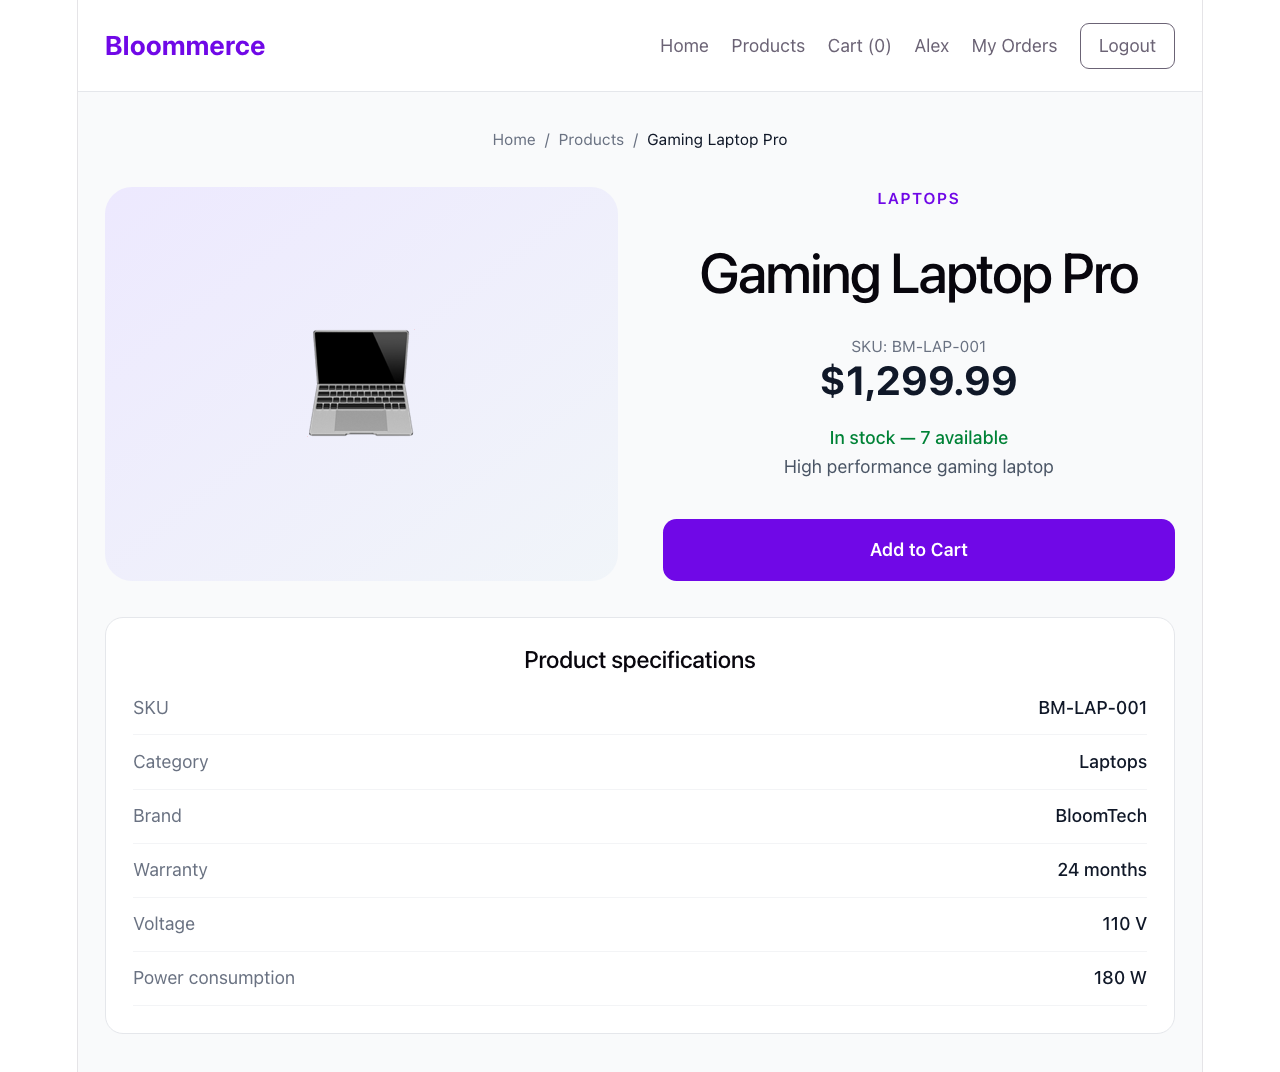 Bloommerce
Home Products Cart (0) Alex My Orders Logout
Home / Products / Gaming Laptop Pro
LAPTOPS
Gaming Laptop Pro
SKU: BM-LAP-001
$1,299.99
In stock — 7 available
High performance gaming laptop
Add to Cart
Product specifications
SKU BM-LAP-001
Category Laptops
Brand BloomTech
Warranty 24 months
Voltage 110 V
Power consumption 180 W